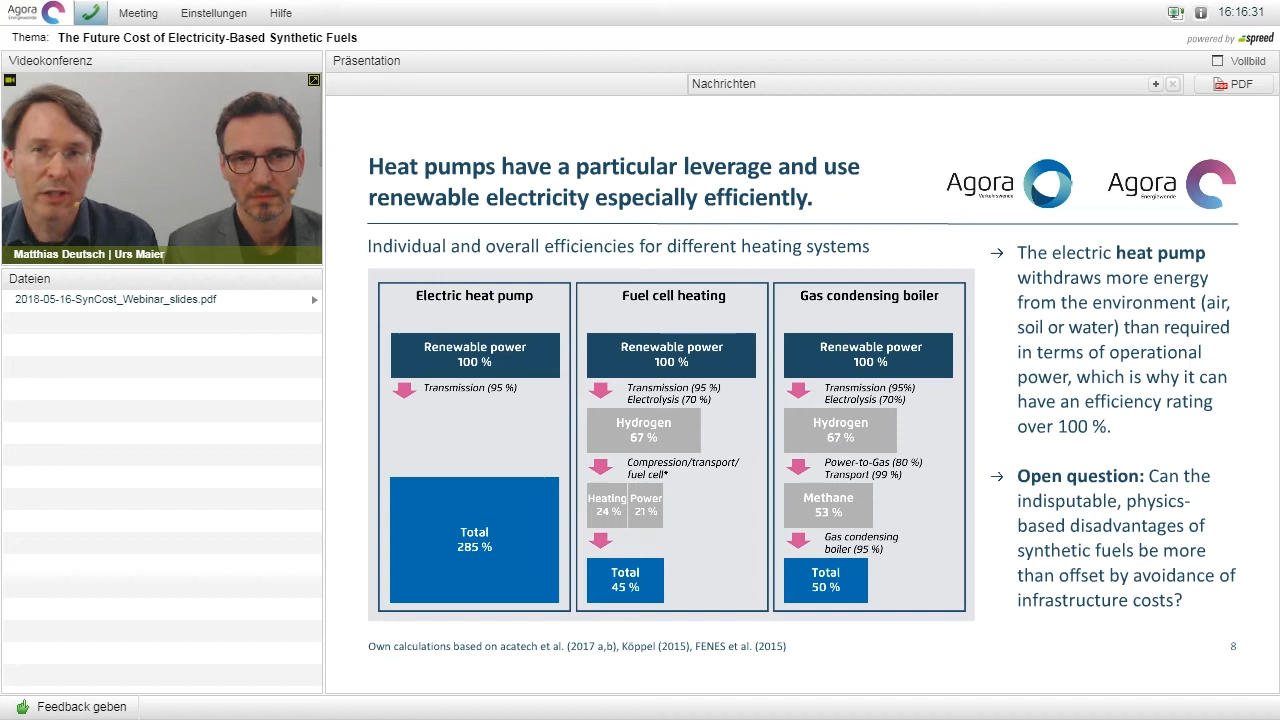 Agora
Energiewende
Meeting
Einstellungen
Hilfe
16:16:31
Thema: The Future Cost of Electricity-Based Synthetic Fuels
powered by spreed
Videokonferenz
Matthias Deutsch | Urs Maier
Dateien
2018-05-16-SynCost_Webinar_slides.pdf
Präsentation
Vollbild
Nachrichten
PDF
Heat pumps have a particular leverage and use
renewable electricity especially efficiently.
Agora
Verkehrswende
Agora
Energiewende
Individual and overall efficiencies for different heating systems
Electric heat pump
Renewable power
100 %
Transmission (95 %)
Total
285 %
Fuel cell heating
Renewable power
100 %
Transmission (95 %)
Electrolysis (70 %)
Hydrogen
67 %
Compression/transport/
fuel cell*
Heating
24 %
Power
21 %
Total
45 %
Gas condensing boiler
Renewable power
100 %
Transmission (95%)
Electrolysis (70%)
Hydrogen
67 %
Power-to-Gas (80 %)
Transport (99 %)
Methane
53 %
Gas condensing
boiler (95 %)
Total
50 %
→ The electric heat pump
withdraws more energy
from the environment (air,
soil or water) than required
in terms of operational
power, which is why it can
have an efficiency rating
over 100 %.
→ Open question: Can the
indisputable, physics-
based disadvantages of
synthetic fuels be more
than offset by avoidance of
infrastructure costs?
Own calculations based on acatech et al. (2017 a,b), Köppel (2015), FENES et al. (2015)
8
Feedback geben